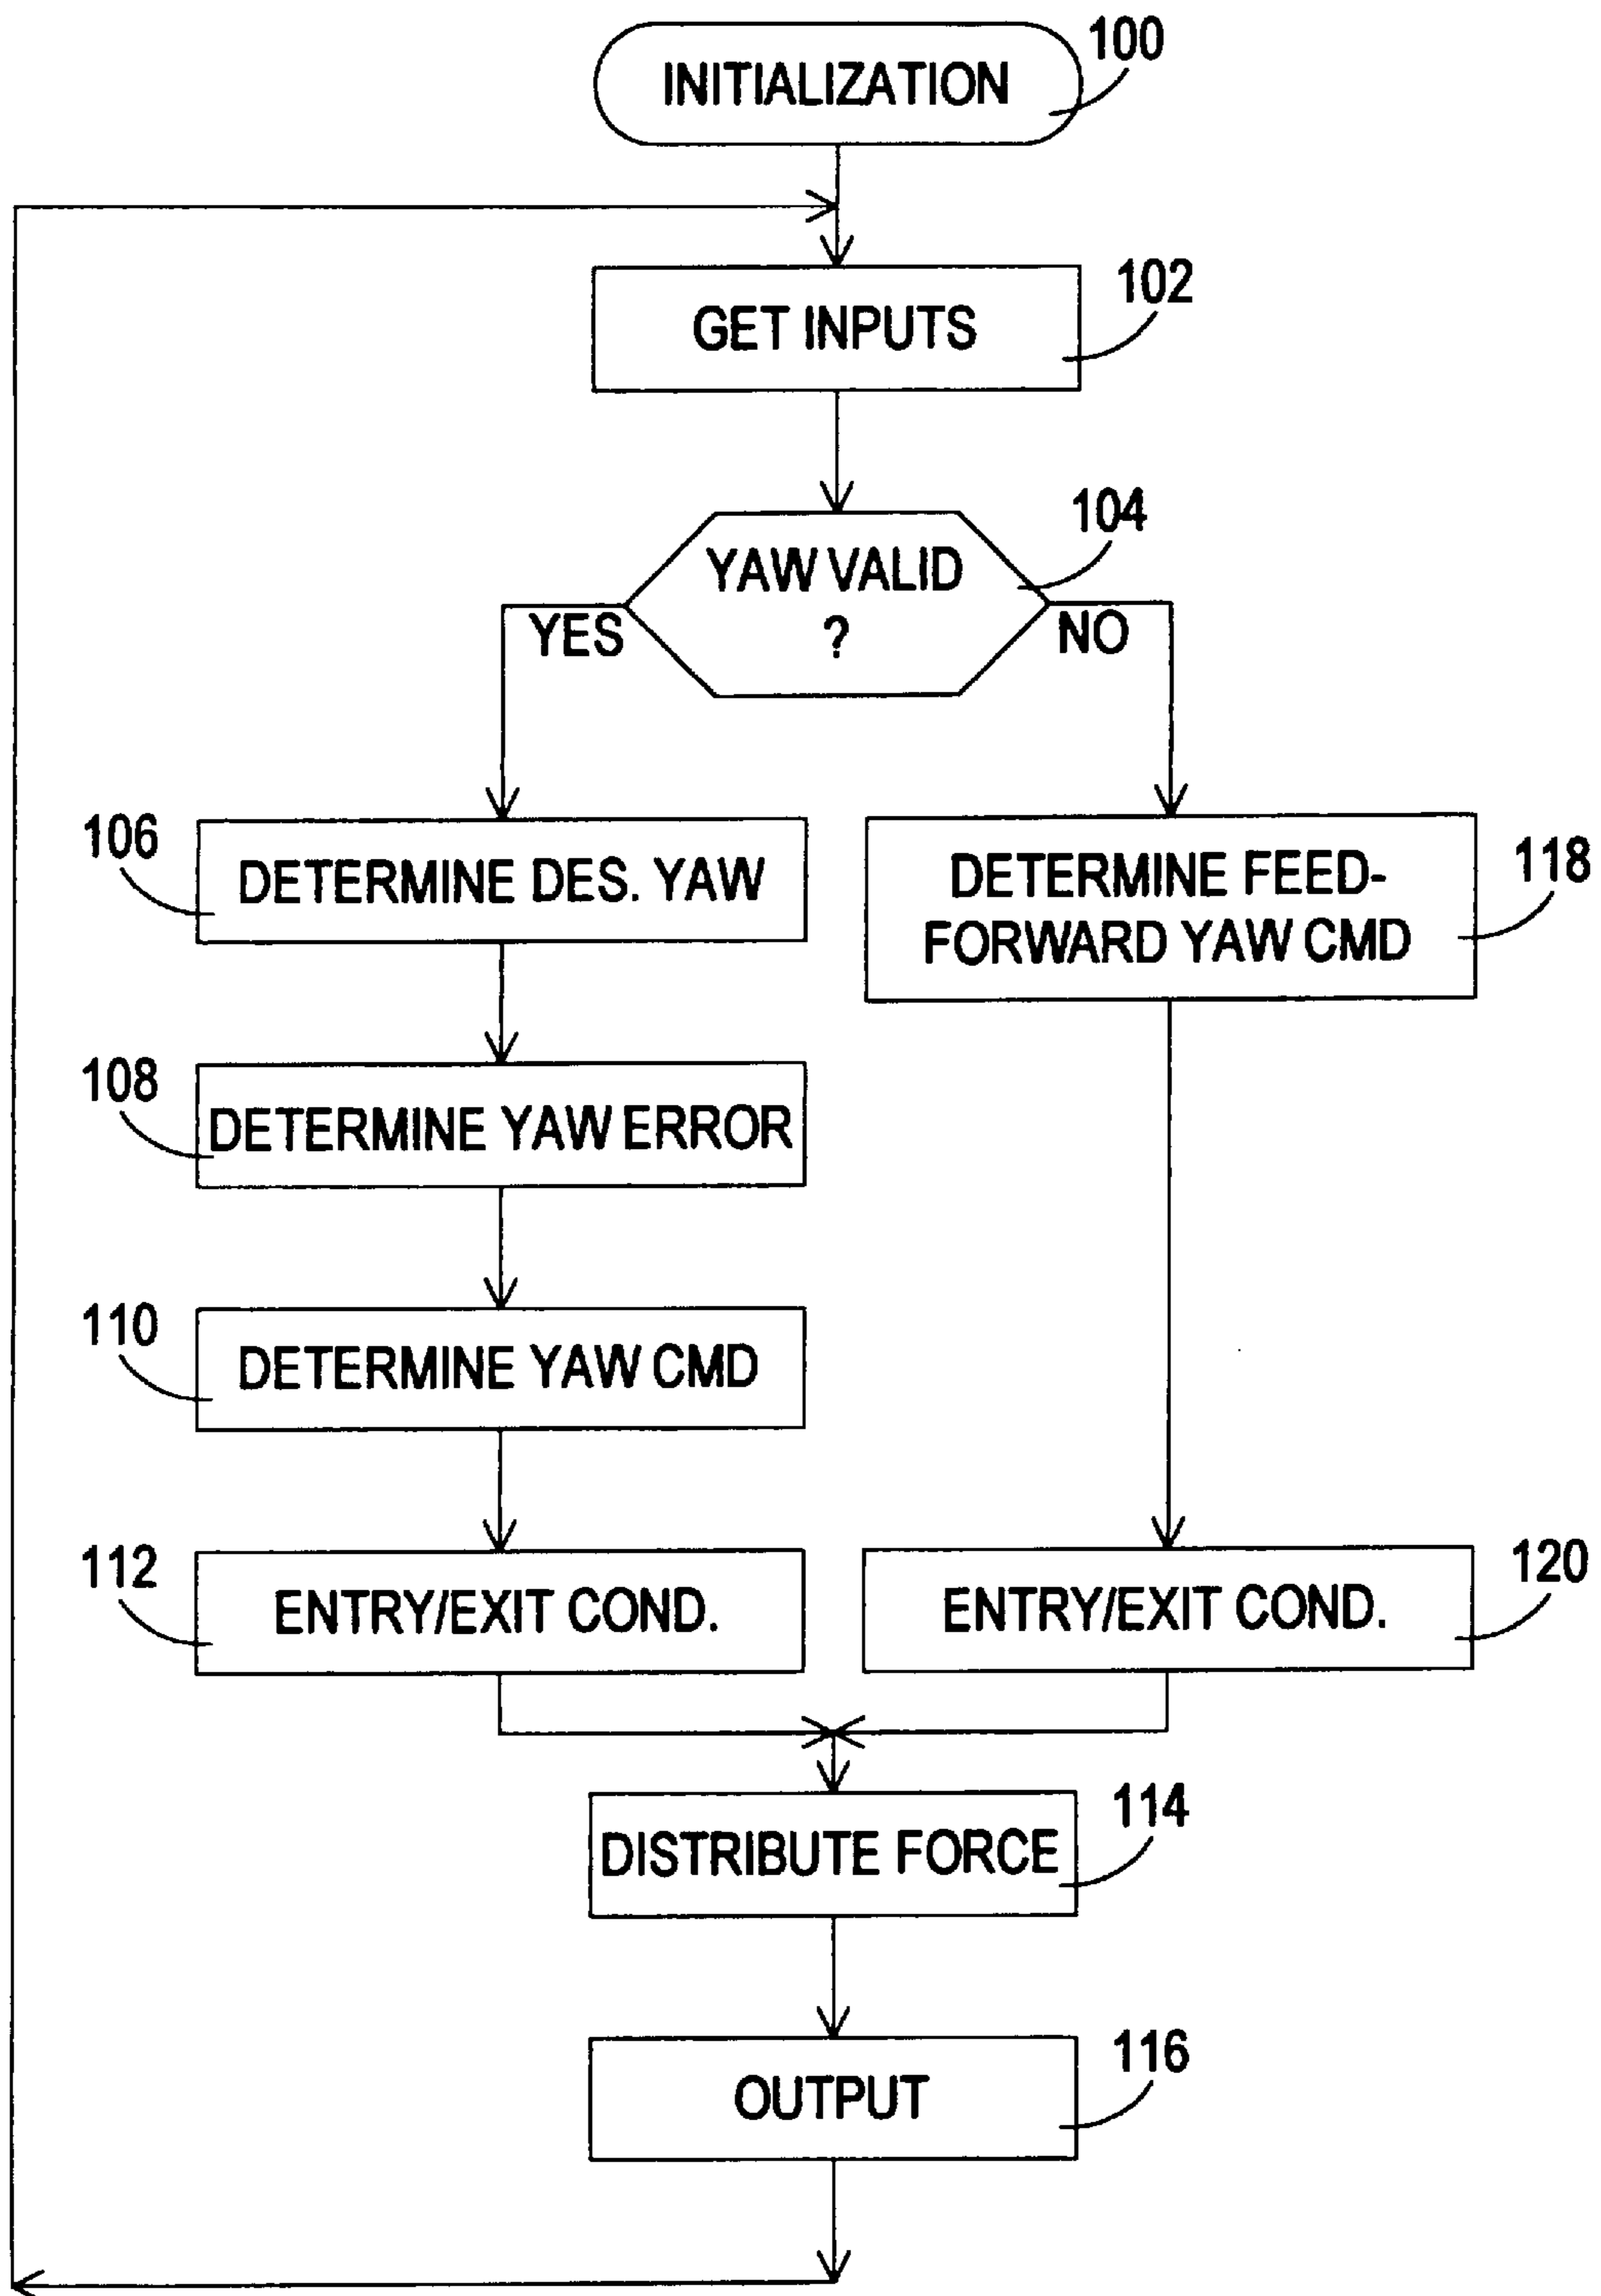 100
INITIALIZATION
102
GET INPUTS
104
YAW VALID
?
YES
NO
106
DETERMINE DES. YAW
118
DETERMINE FEED-
FORWARD YAW CMD
108
DETERMINE YAW ERROR
110
DETERMINE YAW CMD
112
ENTRY/EXIT COND.
120
ENTRY/EXIT COND.
114
DISTRIBUTE FORCE
116
OUTPUT